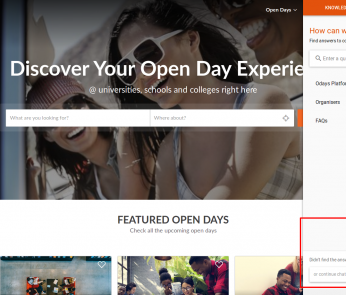 Open Days
KNOWLED
How can w
Find answers to co
Discover Your Open Day Experie
Enter a qu
@ universities, schools and colleges right here
Odays Platfo
Organisers
What are you looking for?
Where about?
FAQs
FEATURED OPEN DAYS
Check all the upcoming open days
Didn't find the answ
or continue chat